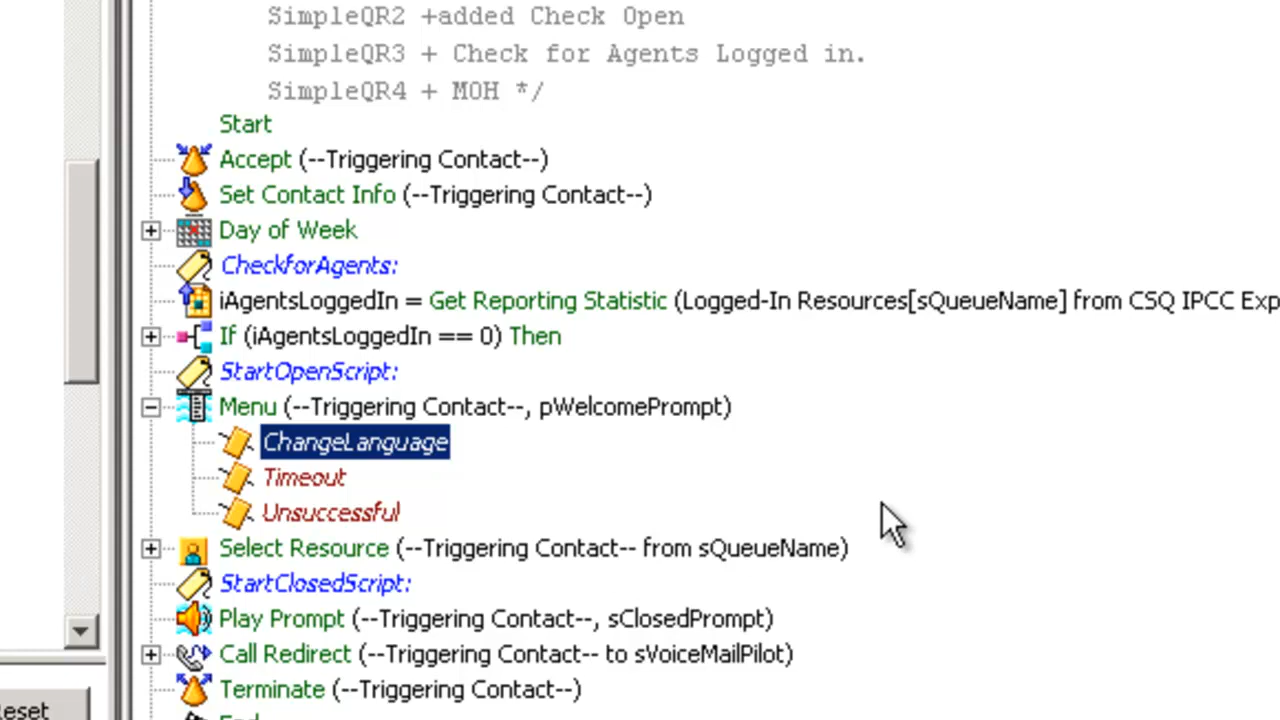 SimpleQR2 +added Check Open
SimpleQR3 + Check for Agents Logged in.
SimpleQR4 + MOH */
Start
Accept (--Triggering Contact--)
Set Contact Info (--Triggering Contact--)
Day of Week
CheckforAgents:
iAgentsLoggedIn = Get Reporting Statistic (Logged-In Resources[sQueueName] from CSQ IPCC Exp
If (iAgentsLoggedIn == 0) Then
StartOpenScript:
Menu (--Triggering Contact--, pWelcomePrompt)
ChangeLanguage
Timeout
Unsuccessful
Select Resource (--Triggering Contact-- from sQueueName)
StartClosedScript:
Play Prompt (--Triggering Contact--, sClosedPrompt)
Call Redirect (--Triggering Contact-- to sVoiceMailPilot)
Terminate (--Triggering Contact--)
End
eset